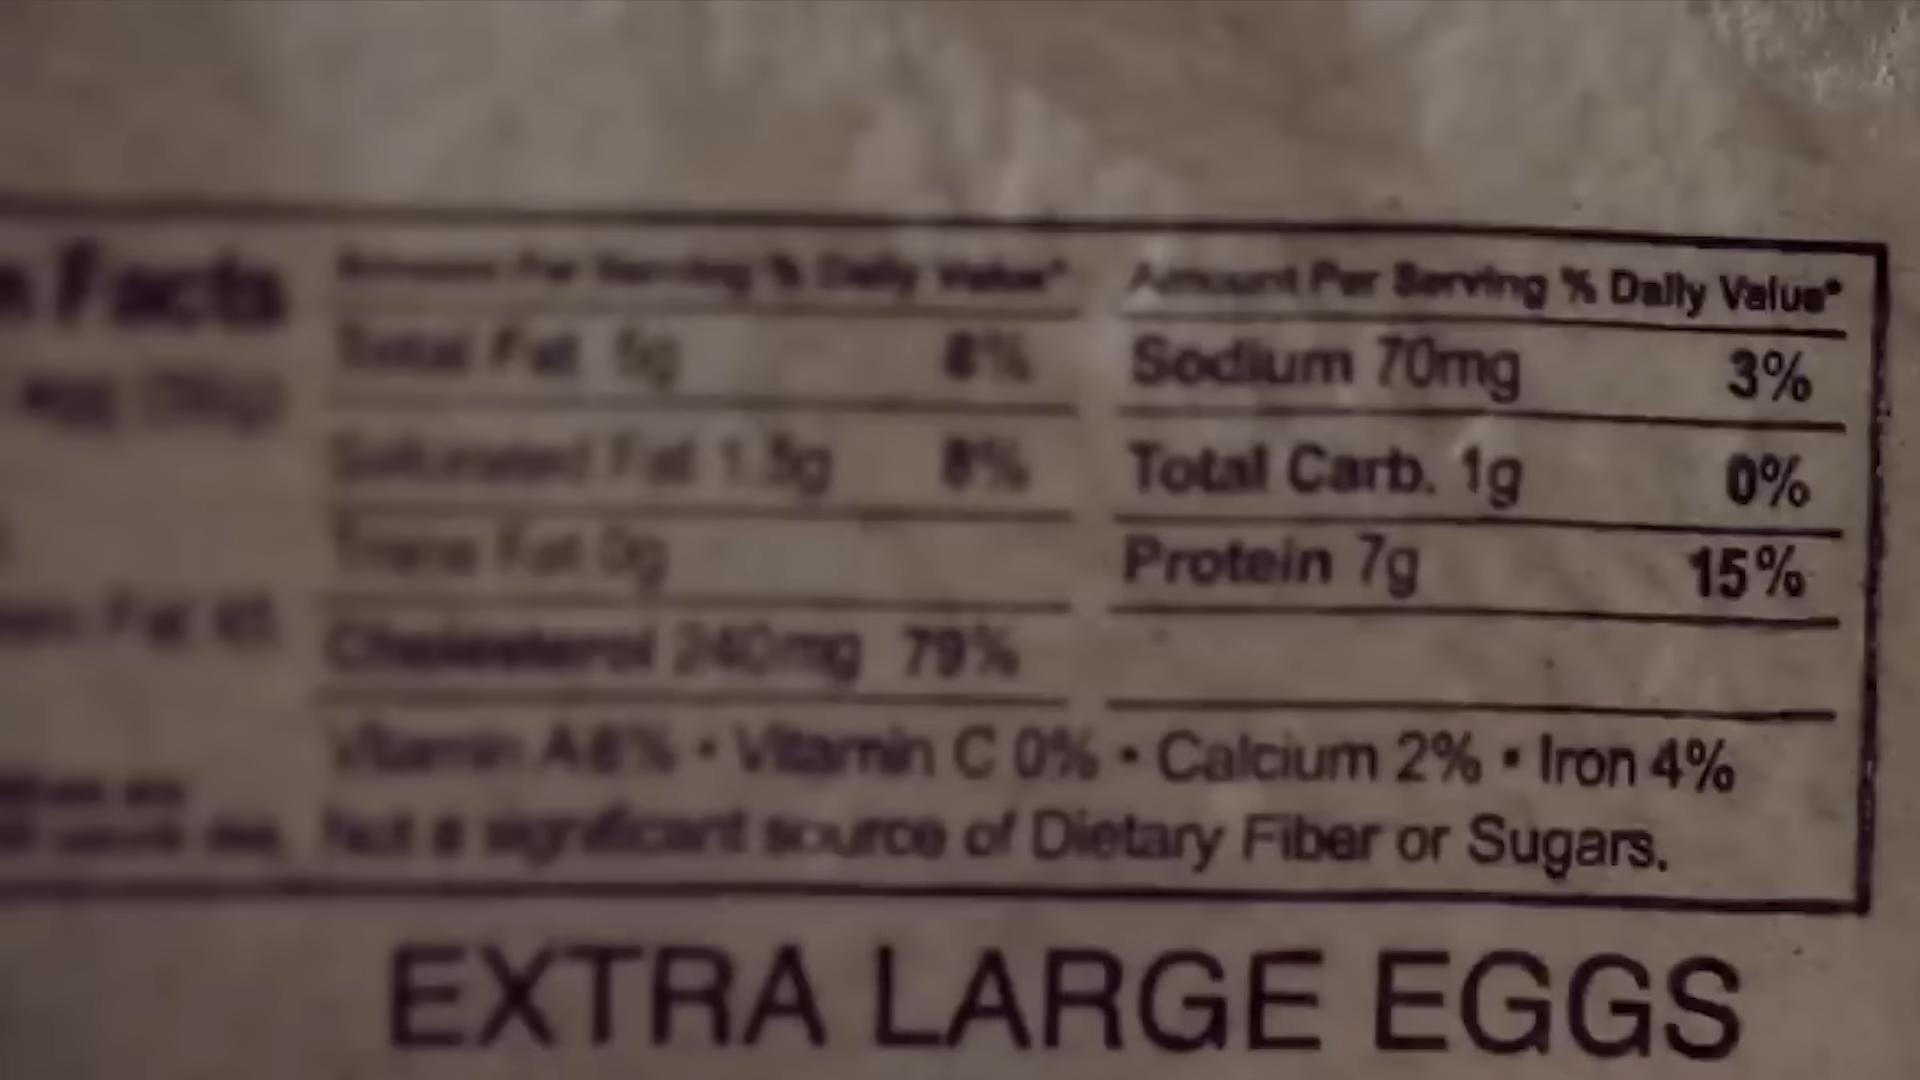 Facts
Amount Per Serving % Daily Value*
Total Fat 5g 8%
Saturated Fat 1.5g 8%
Trans Fat 0g
Cholesterol 240mg 79%
Amount Per Serving % Daily Value*
Sodium 70mg 3%
Total Carb. 1g 0%
Protein 7g 15%
Vitamin A 6% • Vitamin C 0% • Calcium 2% • Iron 4%
Not a significant source of Dietary Fiber or Sugars.
EXTRA LARGE EGGS